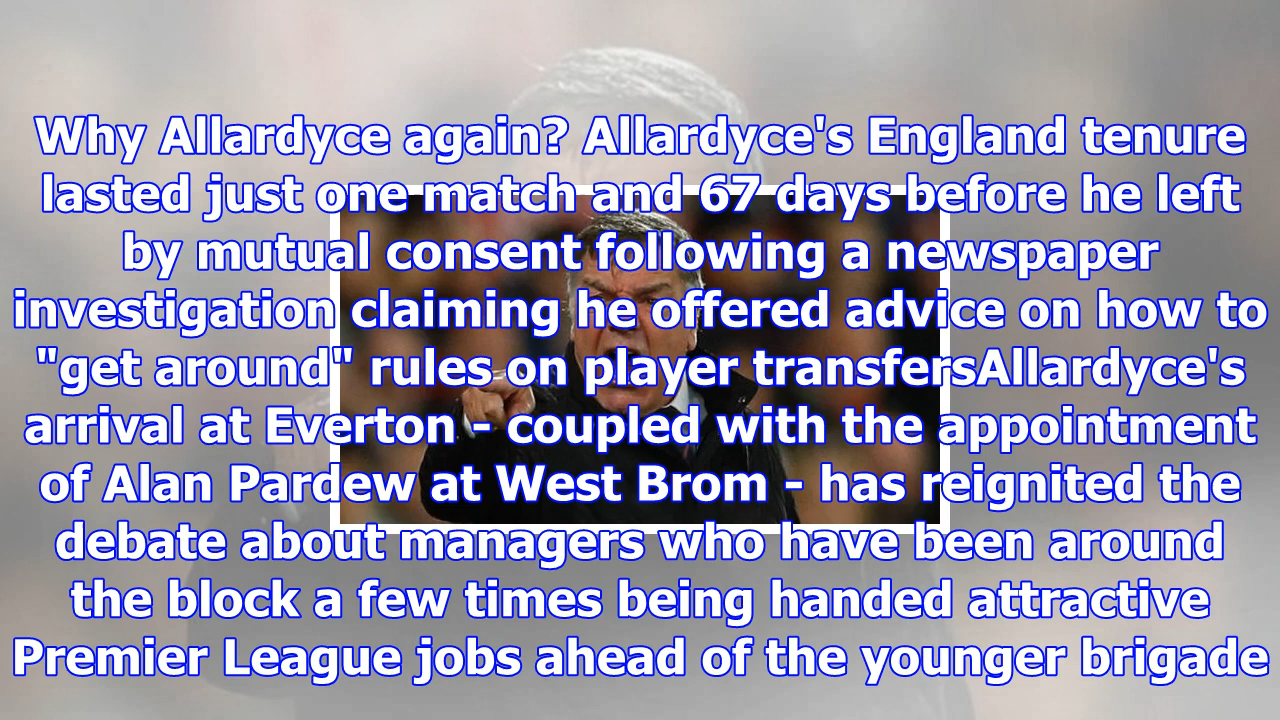 Why Allardyce again? Allardyce's England tenure
lasted just one match and 67 days before he left
by mutual consent following a newspaper
investigation claiming he offered advice on how to
"get around" rules on player transfersAllardyce's
arrival at Everton - coupled with the appointment
of Alan Pardew at West Brom - has reignited the
debate about managers who have been around
the block a few times being handed attractive
Premier League jobs ahead of the younger brigade